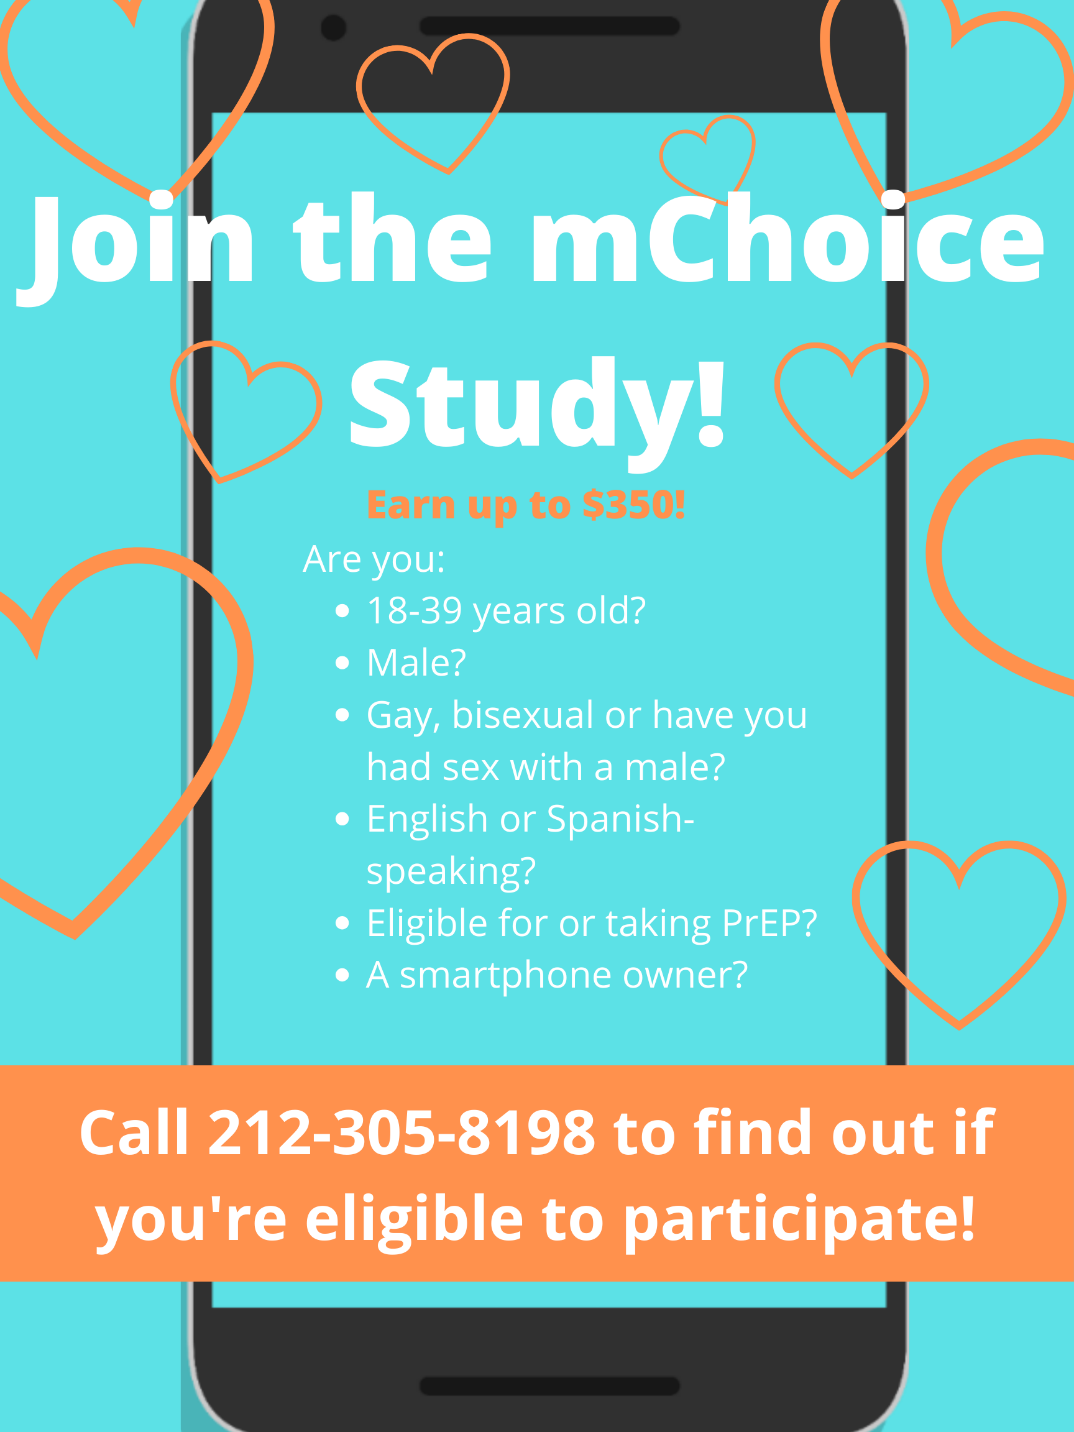 Join the mChoice
Study!
Earn up to $350!
Are you:
• 18-39 years old?
• Male?
• Gay, bisexual or have you
had sex with a male?
• English or Spanish-
speaking?
• Eligible for or taking PrEP?
• A smartphone owner?
Call 212-305-8198 to find out if
you're eligible to participate!